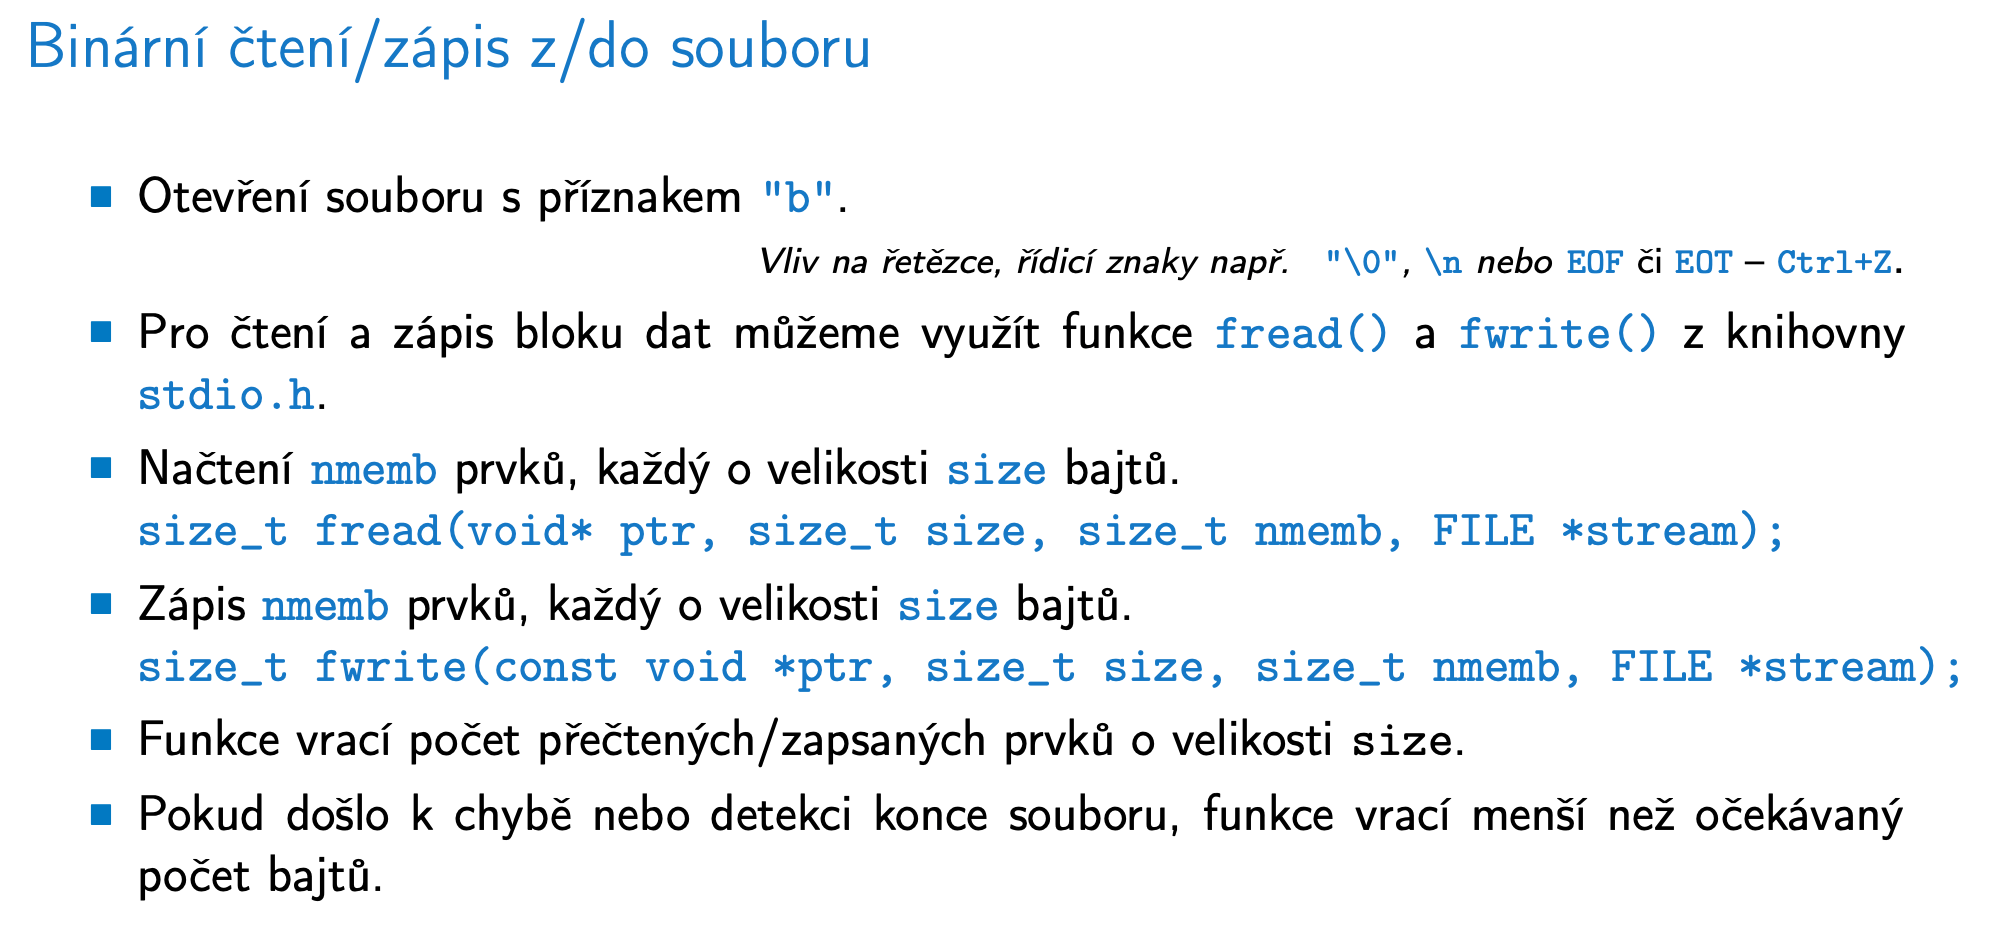 Binární čtení/zápis z/do souboru
Otevření souboru s příznakem "b".
Vliv na řetězce, řídicí znaky např. "\0", \n nebo EOF či EOT – Ctrl+Z.
Pro čtení a zápis bloku dat můžeme využít funkce fread() a fwrite() z knihovny
stdio.h.
Načtení nmemb prvků, každý o velikosti size bajtů.
size_t fread(void* ptr, size_t size, size_t nmemb, FILE *stream);
Zápis nmemb prvků, každý o velikosti size bajtů.
size_t fwrite(const void *ptr, size_t size, size_t nmemb, FILE *stream);
Funkce vrací počet přečtených/zapsaných prvků o velikosti size.
Pokud došlo k chybě nebo detekci konce souboru, funkce vrací menší než očekávaný
počet bajtů.